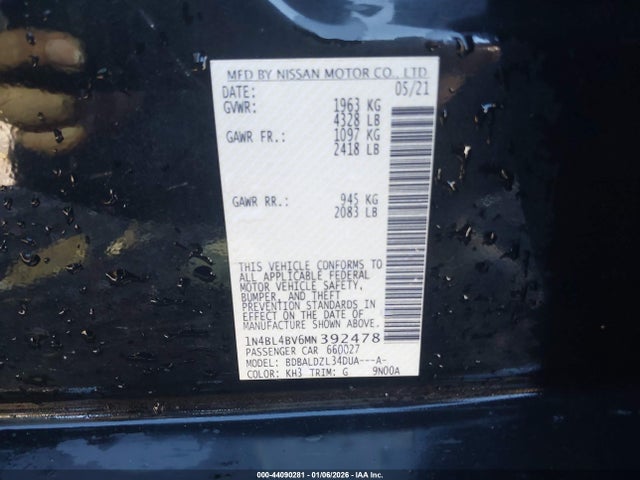 MFD BY NISSAN MOTOR CO., LTD
DATE: 05/21
GVWR: 1963 KG
4328 LB
GAWR FR.: 1097 KG
2418 LB
GAWR RR.: 945 KG
2083 LB
THIS VEHICLE CONFORMS TO
ALL APPLICABLE FEDERAL
MOTOR VEHICLE SAFETY,
BUMPER, AND THEFT
PREVENTION STANDARDS IN
EFFECT ON THE DATE OF
MANUFACTURE SHOWN ABOVE.
1N4BL4BV6MN392478
PASSENGER CAR 660027
MODEL: BDBALDZL34DUA---A-
COLOR: KH3 TRIM: G 9N00A
000-44090281 - 01/06/2026 - IAA Inc.